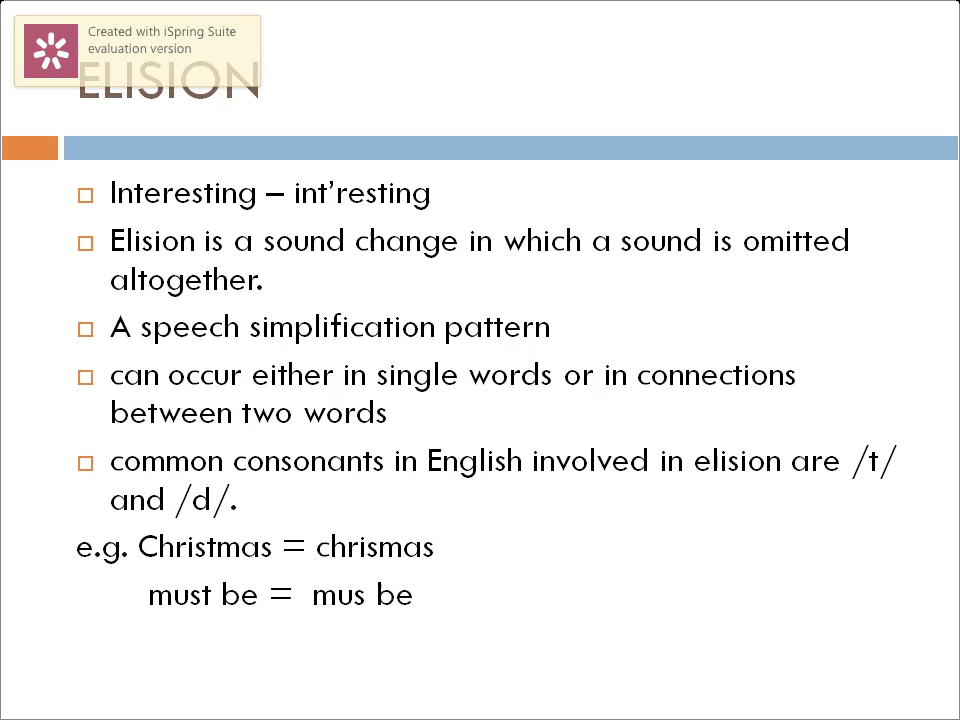 Created with iSpring Suite
evaluation version
ELISION
Interesting – int’resting
Elision is a sound change in which a sound is omitted
altogether.
A speech simplification pattern
can occur either in single words or in connections
between two words
common consonants in English involved in elision are /t/
and /d/.
e.g. Christmas = chrismas
must be = mus be